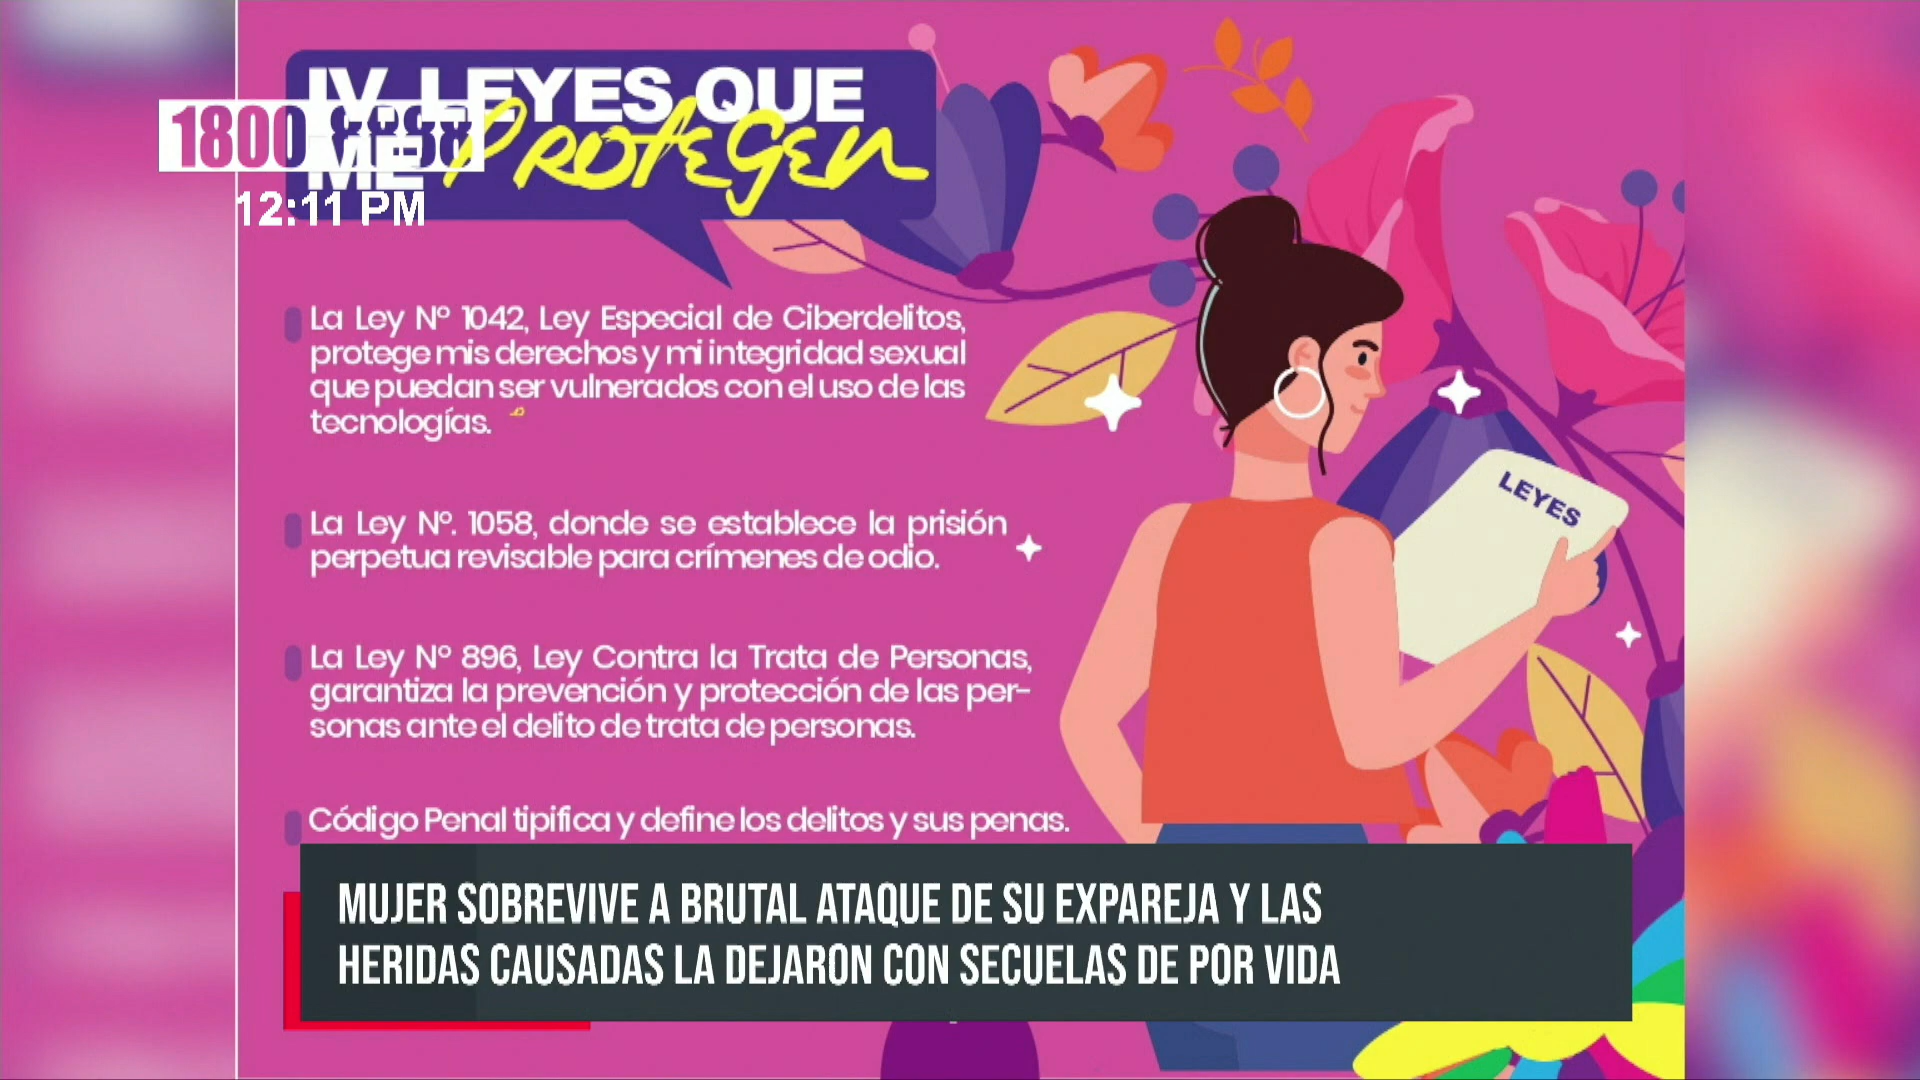 IV. LEYES QUE
ME PROTEGEN
1800
12:11 PM
La Ley Nº 1042, Ley Especial de Ciberdelitos,
protege mis derechos y mi integridad sexual
que puedan ser vulnerados con el uso de las
tecnologías.
La Ley Nº. 1058, donde se establece la prisión
perpetua revisable para crímenes de odio.
La Ley Nº 896, Ley Contra la Trata de Personas,
garantiza la prevención y protección de las per-
sonas ante el delito de trata de personas.
Código Penal tipifica y define los delitos y sus penas.
LEYES
MUJER SOBREVIVE A BRUTAL ATAQUE DE SU EXPAREJA Y LAS
HERIDAS CAUSADAS LA DEJARON CON SECUELAS DE POR VIDA